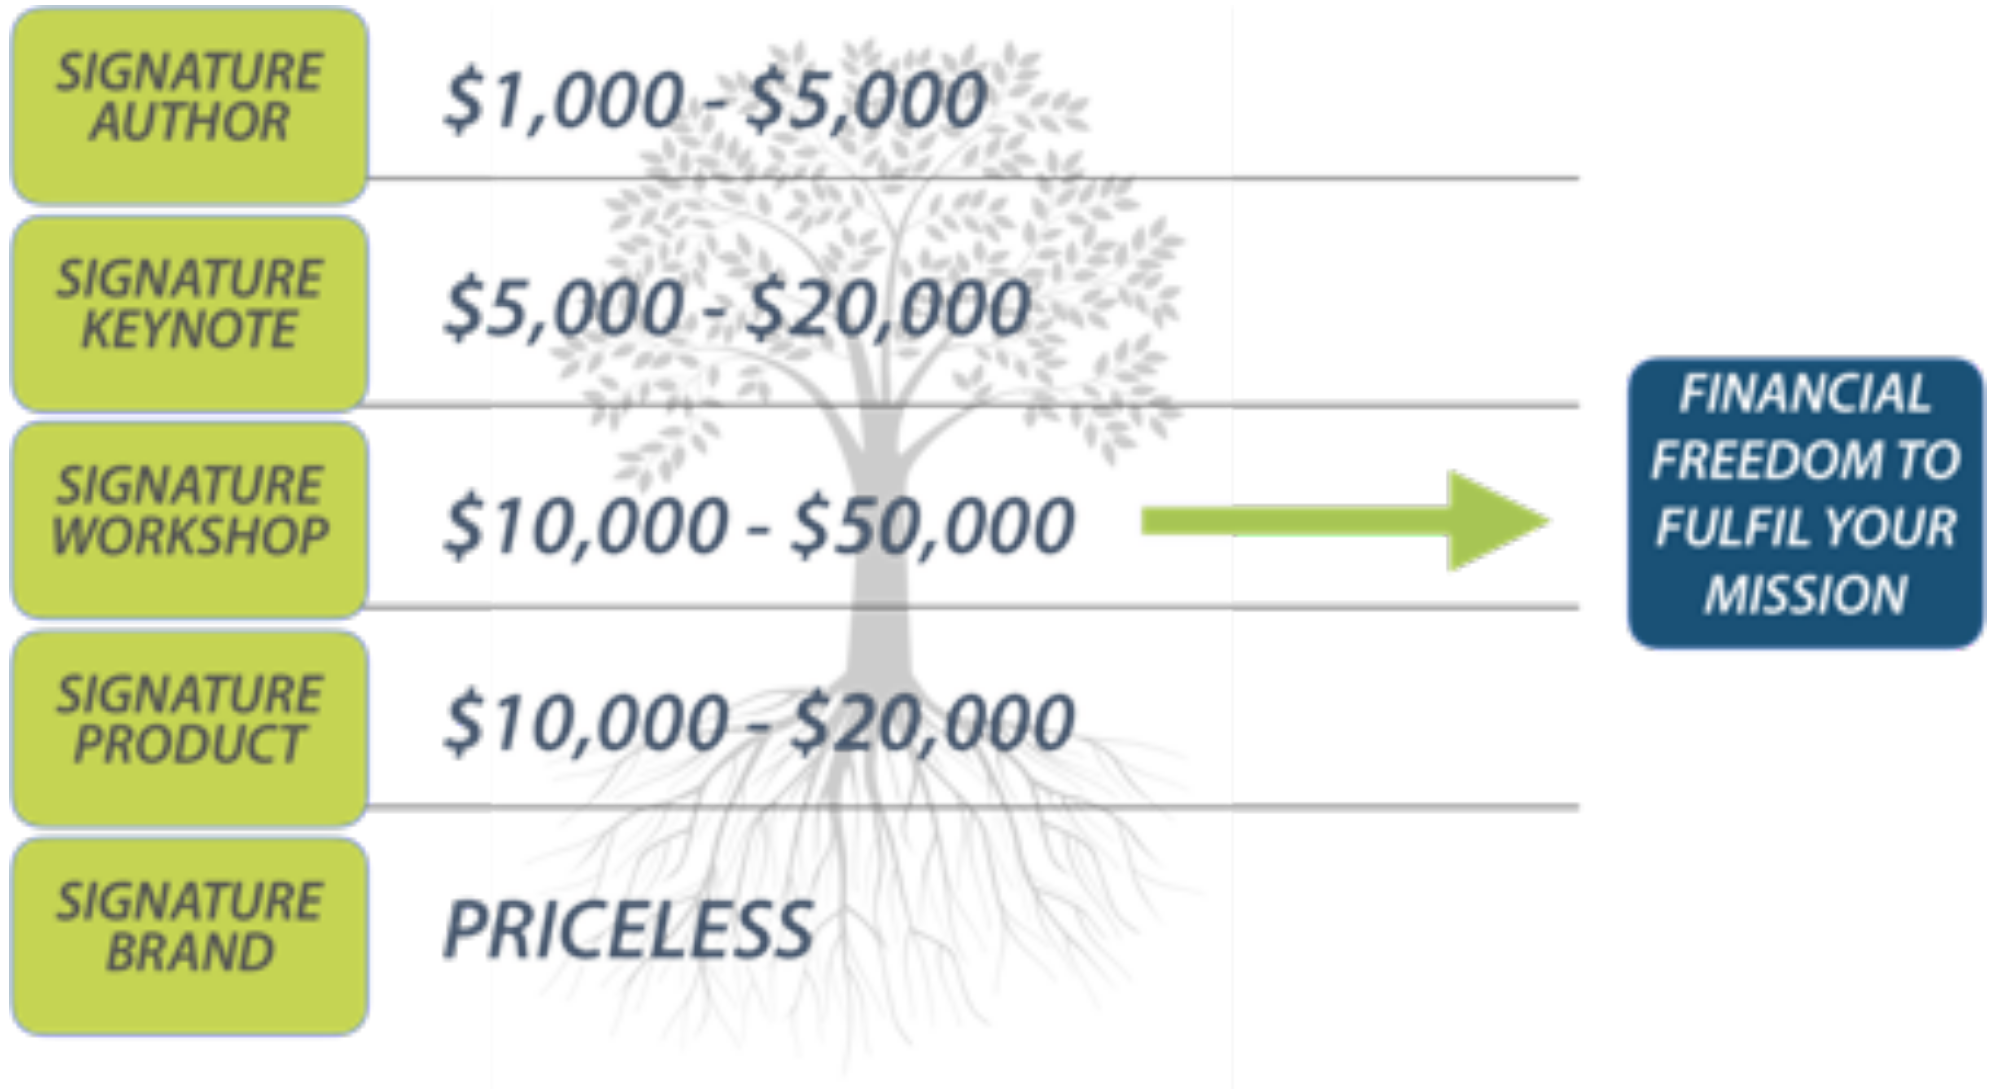 SIGNATURE
AUTHOR
$1,000 - $5,000
SIGNATURE
KEYNOTE
$5,000 - $20,000
SIGNATURE
WORKSHOP
$10,000 - $50,000
SIGNATURE
PRODUCT
$10,000 - $20,000
SIGNATURE
BRAND
PRICELESS
FINANCIAL
FREEDOM TO
FULFIL YOUR
MISSION